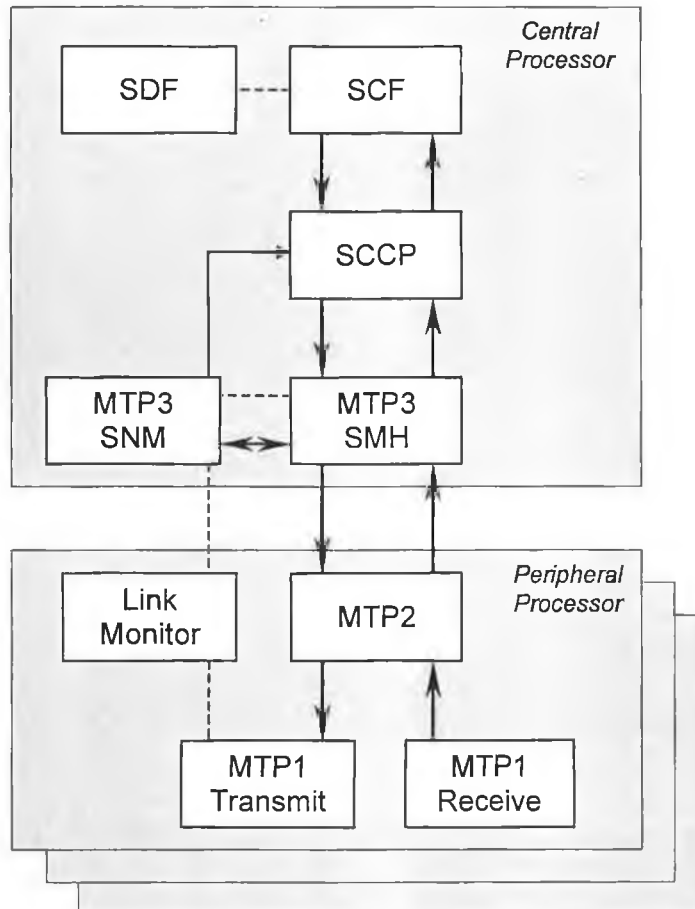 Central
Processor
SDF
SCF
SCCP
MTP3
SNM
MTP3
SMH
Peripheral
Processor
Link
Monitor
MTP2
MTP1
Transmit
MTP1
Receive